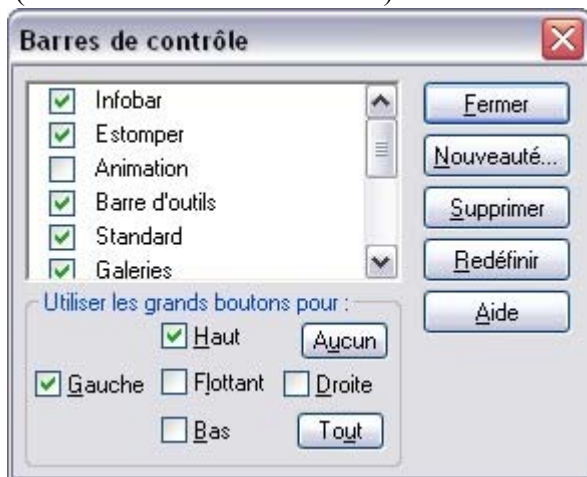 Barres de contrôle
Infobar
Estomper
Animation
Barre d'outils
Standard
Galeries
Fermer
Nouveauté...
Supprimer
Redéfinir
Aide
Utiliser les grands boutons pour :
Haut
Aucun
Gauche
Flottant
Droite
Bas
Tout